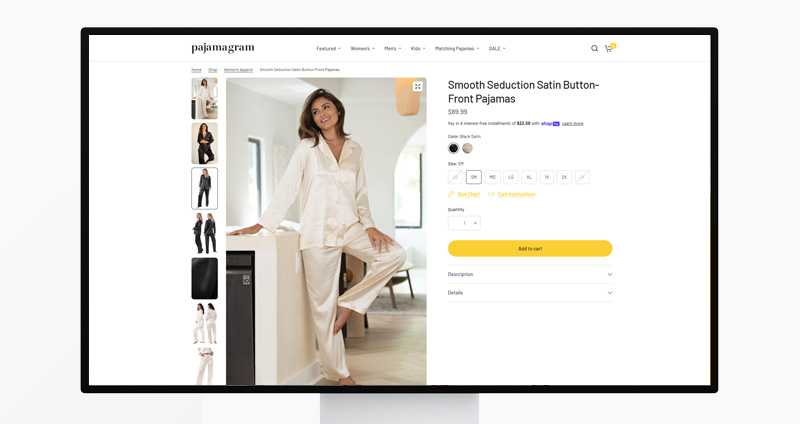 pajamagram
Featured Women's Men's Kids Matching Pajamas SALE
Home Shop Women's Apparel Smooth Seduction Satin Button-Front Pajamas
Smooth Seduction Satin Button-
Front Pajamas
$89.99
Pay in 4 interest-free installments of $22.50 with shop Pay Learn more
Color: Black Satin
Size: SM
SM MD LG XL 1X 2X
Size Chart Care Instructions
Quantity
- 1 +
Add to cart
Description
Details